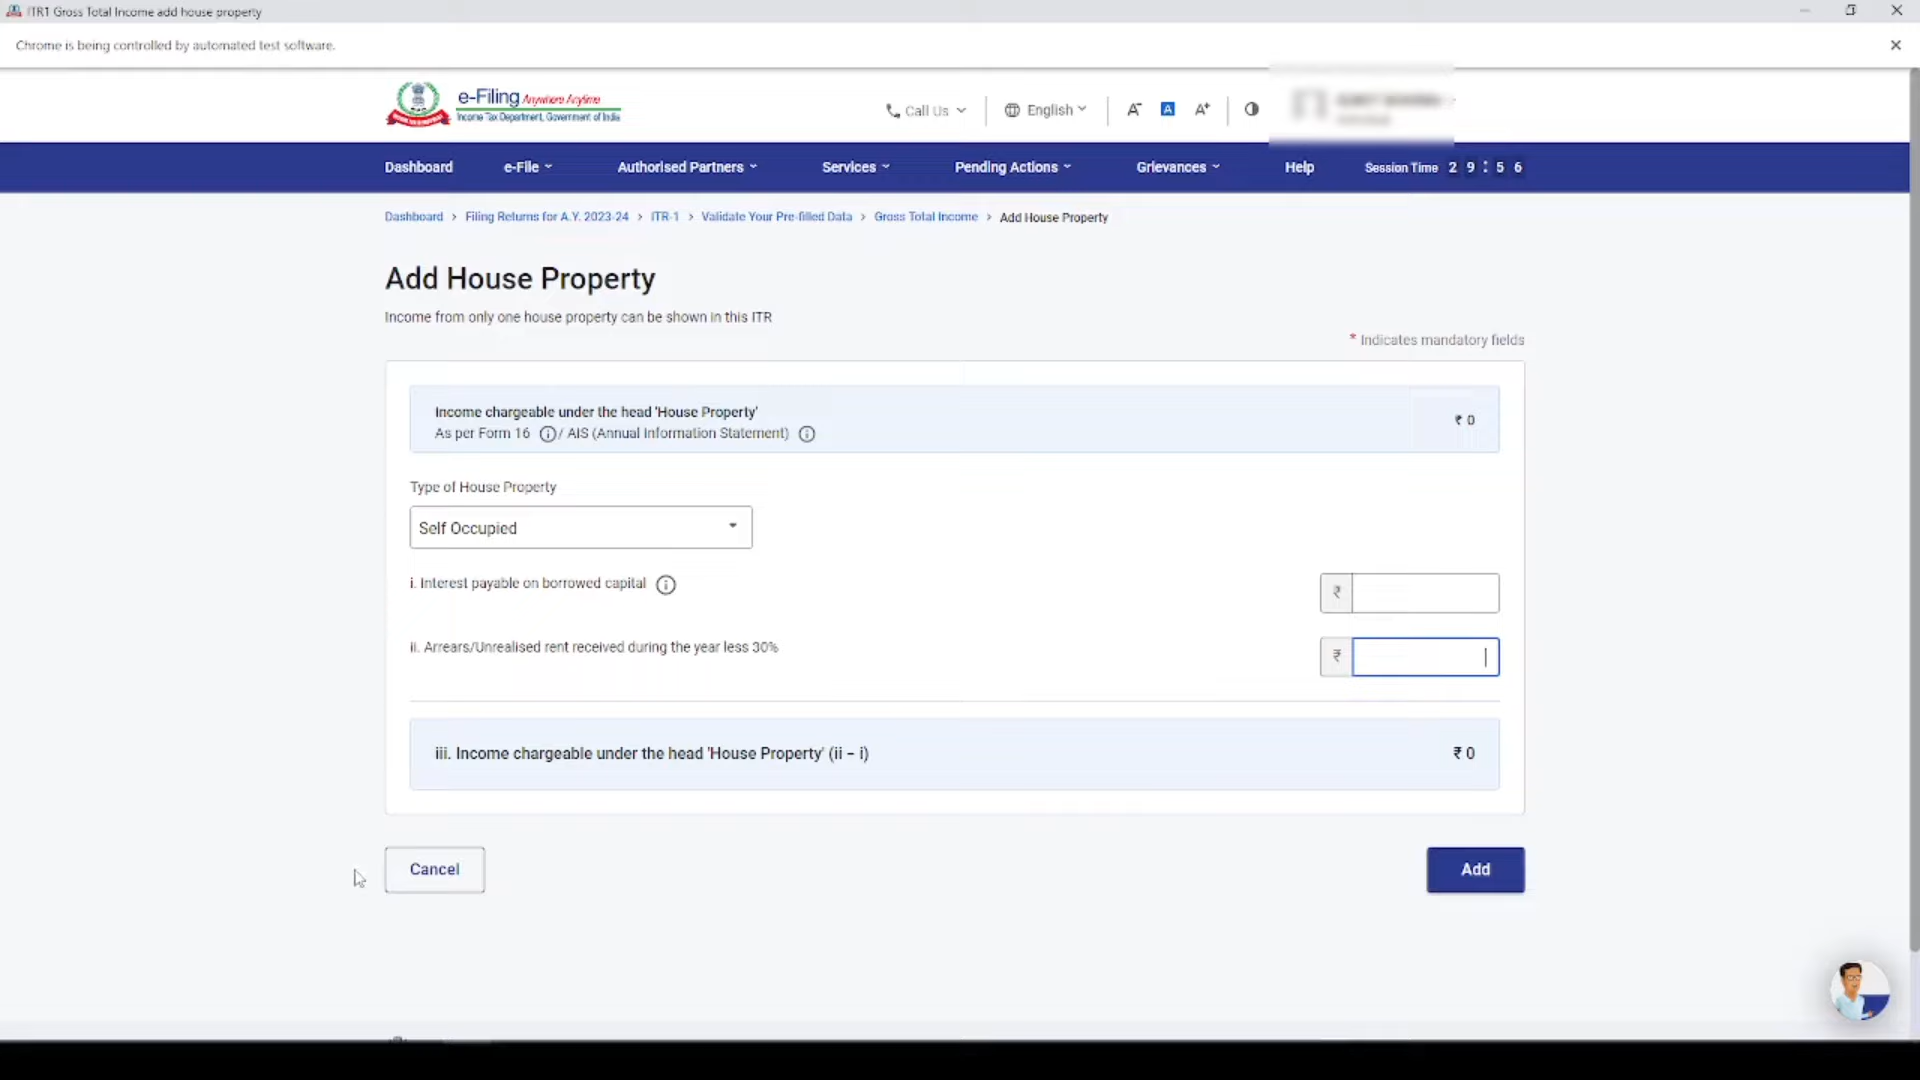 ITR1 Gross Total Income add house property
Chrome is being controlled by automated test software.
e-Filing Anywhere Anytime
Income Tax Department, Government of India
Call Us
English
A-
A
A+
Dashboard
e-File
Authorised Partners
Services
Pending Actions
Grievances
Help
Session Time 2 9 : 5 6
Dashboard > Filing Returns for A.Y. 2023-24 > ITR-1 > Validate Your Pre-filled Data > Gross Total Income > Add House Property
Add House Property
Income from only one house property can be shown in this ITR
* Indicates mandatory fields
Income chargeable under the head 'House Property'
As per Form 16 / AIS (Annual Information Statement)
₹ 0
Type of House Property
Self Occupied
i. Interest payable on borrowed capital
₹
ii. Arrears/Unrealised rent received during the year less 30%
₹
iii. Income chargeable under the head 'House Property' (ii – i)
₹ 0
Cancel
Add